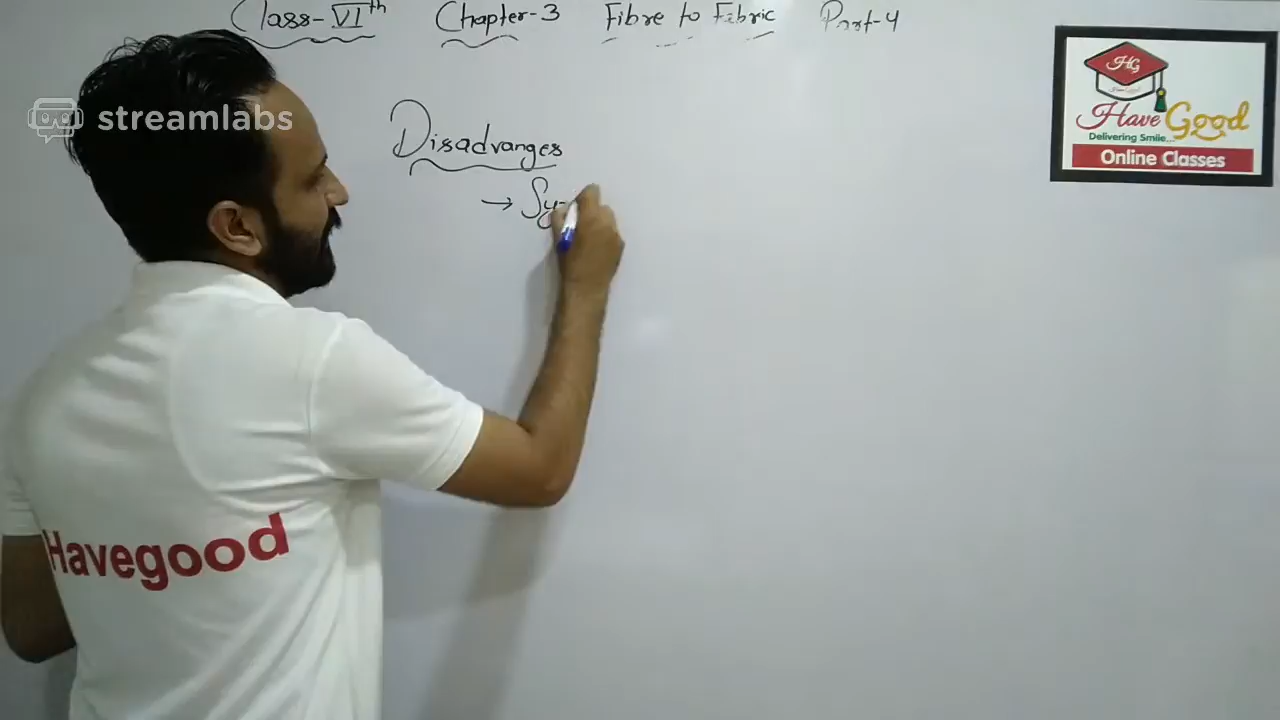 Class-VIth Chapter-3 Fibre to Fabric Part-4
streamlabs
Disadvanges
→ Sy
HG
Have Good
Delivering Smile...
Online Classes
Havegood